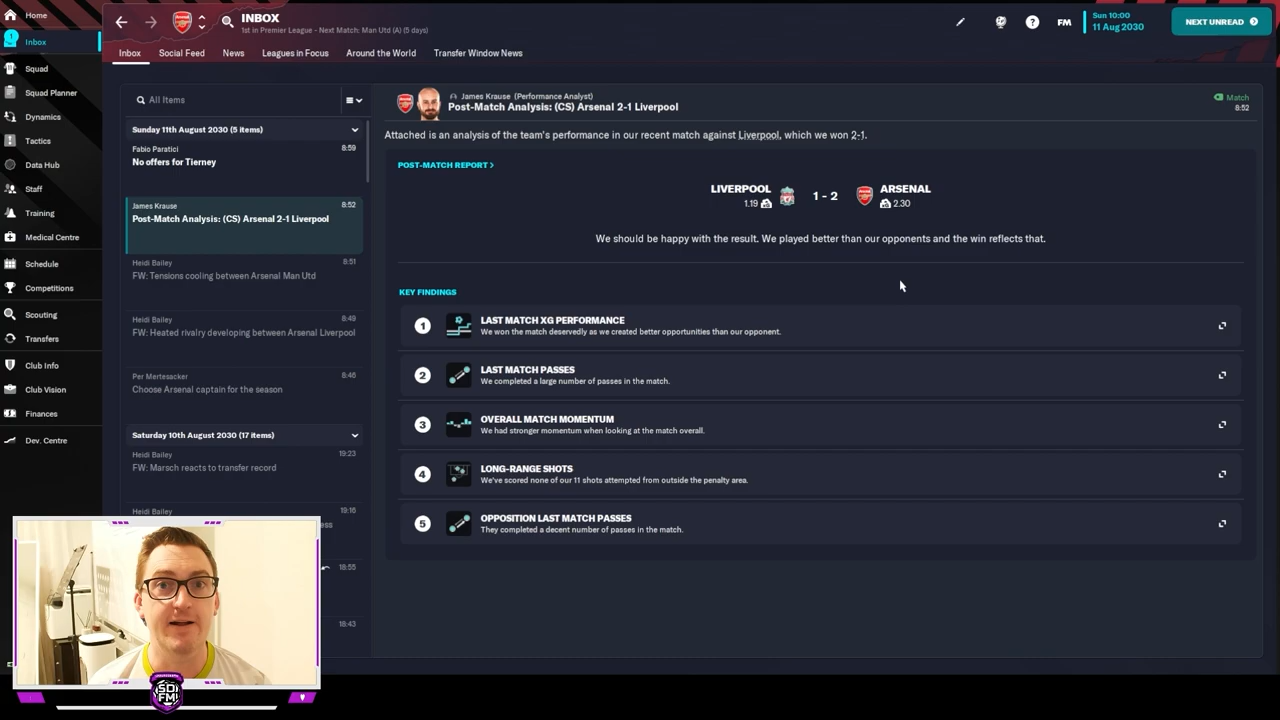 Home
INBOX
1st in Premier League - Next Match: Man Utd (A) (5 days)
FM
Sun 10:00
11 Aug 2030
NEXT UNREAD
1
Inbox
Squad
Squad Planner
Dynamics
Tactics
Data Hub
Staff
Training
Medical Centre
Schedule
Competitions
Scouting
Transfers
Club Info
Club Vision
Finances
Dev. Centre
Inbox
Social Feed
News
Leagues in Focus
Around the World
Transfer Window News
All Items
Sunday 11th August 2030 (5 items)
Fabio Paratici
8:59
No offers for Tierney
James Krause
8:52
Post-Match Analysis: (CS) Arsenal 2-1 Liverpool
Heidi Bailey
8:51
FW: Tensions cooling between Arsenal Man Utd
Heidi Bailey
8:49
FW: Heated rivalry developing between Arsenal Liverpool
Per Mertesacker
8:46
Choose Arsenal captain for the season
Saturday 10th August 2030 (17 items)
Heidi Bailey
19:23
FW: Marsch reacts to transfer record
Heidi Bailey
19:16
ess
18:55
18:43
James Krause (Performance Analyst)
Post-Match Analysis: (CS) Arsenal 2-1 Liverpool
Match
8:52
Attached is an analysis of the team's performance in our recent match against Liverpool, which we won 2-1.
POST-MATCH REPORT >
LIVERPOOL
1.19
1 - 2
ARSENAL
2.30
We should be happy with the result. We played better than our opponents and the win reflects that.
KEY FINDINGS
1
LAST MATCH XG PERFORMANCE
We won the match deservedly as we created better opportunities than our opponent.
2
LAST MATCH PASSES
We completed a large number of passes in the match.
3
OVERALL MATCH MOMENTUM
We had stronger momentum when looking at the match overall.
4
LONG-RANGE SHOTS
We've scored none of our 11 shots attempted from outside the penalty area.
5
OPPOSITION LAST MATCH PASSES
They completed a decent number of passes in the match.
SD
FM